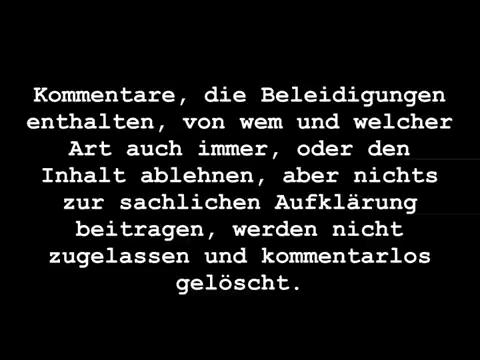 Kommentare, die Beleidigungen
enthalten, von wem und welcher
Art auch immer, oder den
Inhalt ablehnen, aber nichts
zur sachlichen Aufklärung
beitragen, werden nicht
zugelassen und kommentarlos
gelöscht.